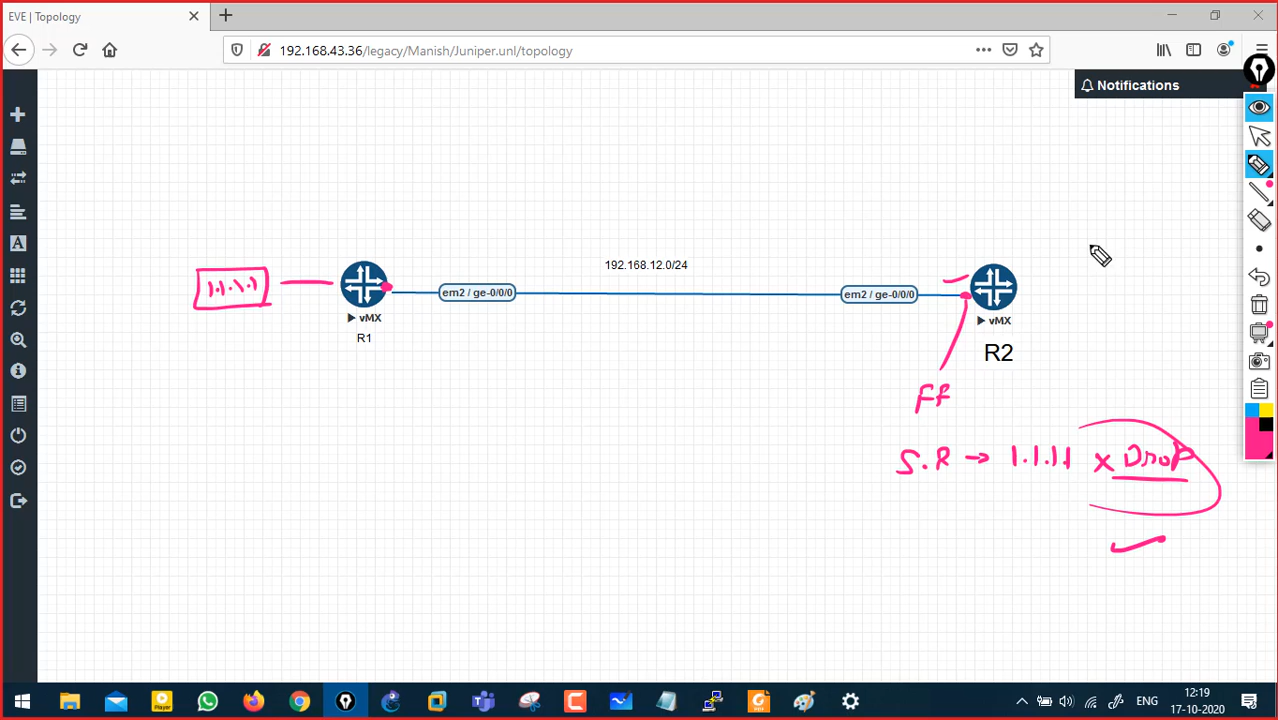 EVE | Topology
192.168.43.36/legacy/Manish/Juniper.unl/topology
Notifications
192.168.12.0/24
1.1.1.1
em2 / ge-0/0/0
em2 / ge-0/0/0
vMX
vMX
R1
R2
FF
S.R → 1.1.1.1 x Drop
Player
PDF
ENG
12:19
17-10-2020